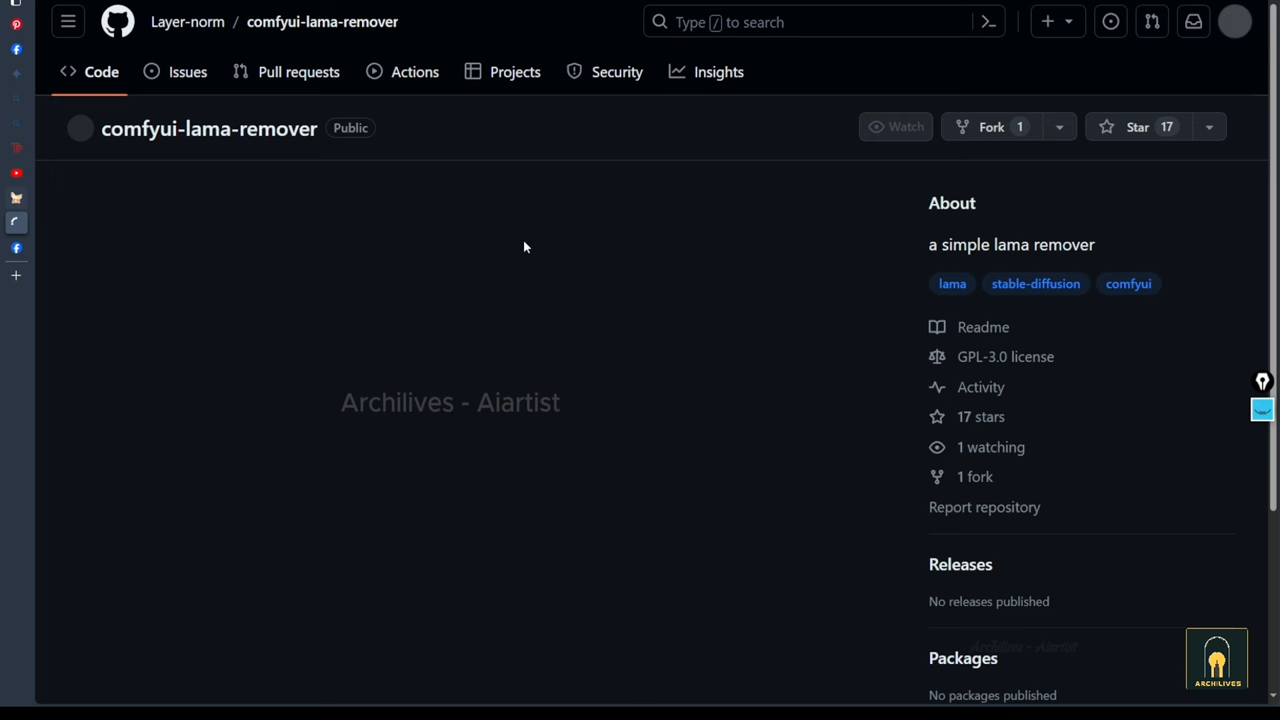 Layer-norm / comfyui-lama-remover
Type / to search
Code
Issues
Pull requests
Actions
Projects
Security
Insights
comfyui-lama-remover
Public
Watch
Fork 1
Star 17
About
a simple lama remover
lama
stable-diffusion
comfyui
Readme
GPL-3.0 license
Activity
17 stars
1 watching
1 fork
Report repository
Archilives - Aiartist
Releases
No releases published
Archilives - Aiartist
Packages
No packages published
ARCHILIVES